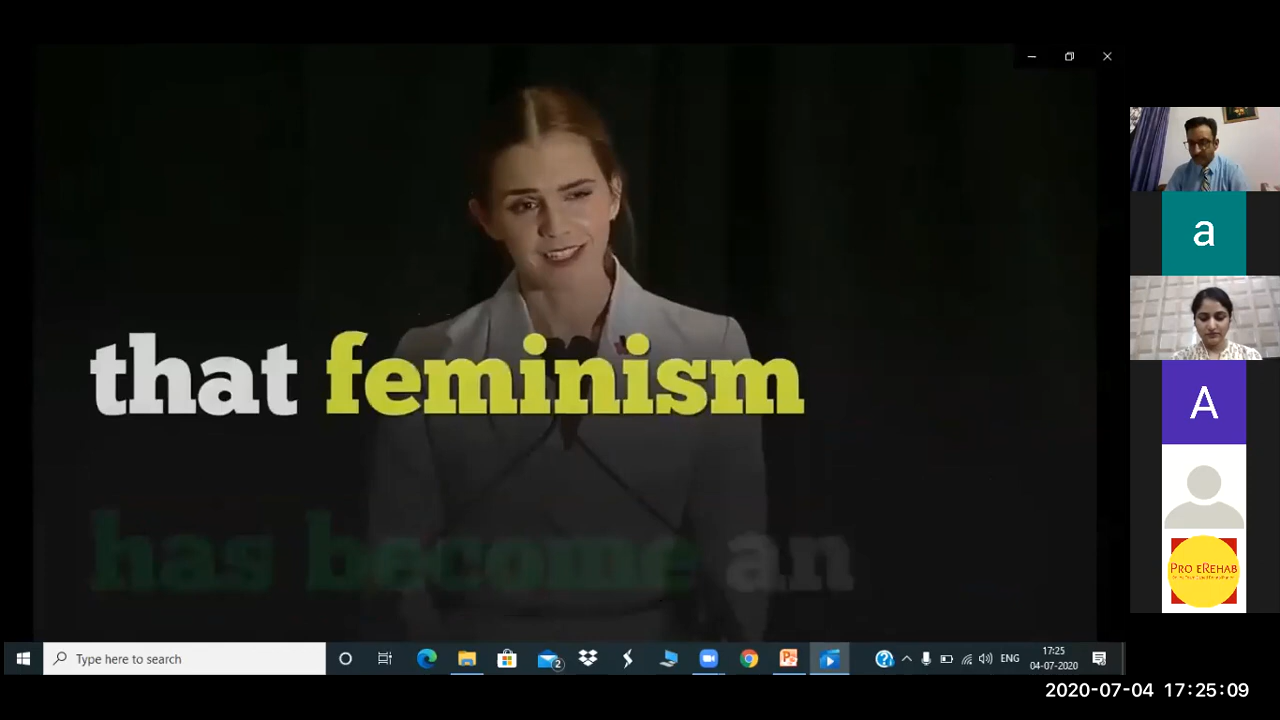 that feminism
has become an
a
A
PRO EREHAB
Type here to search
2
ENG
17:25
04-07-2020
2020-07-04 17:25:09